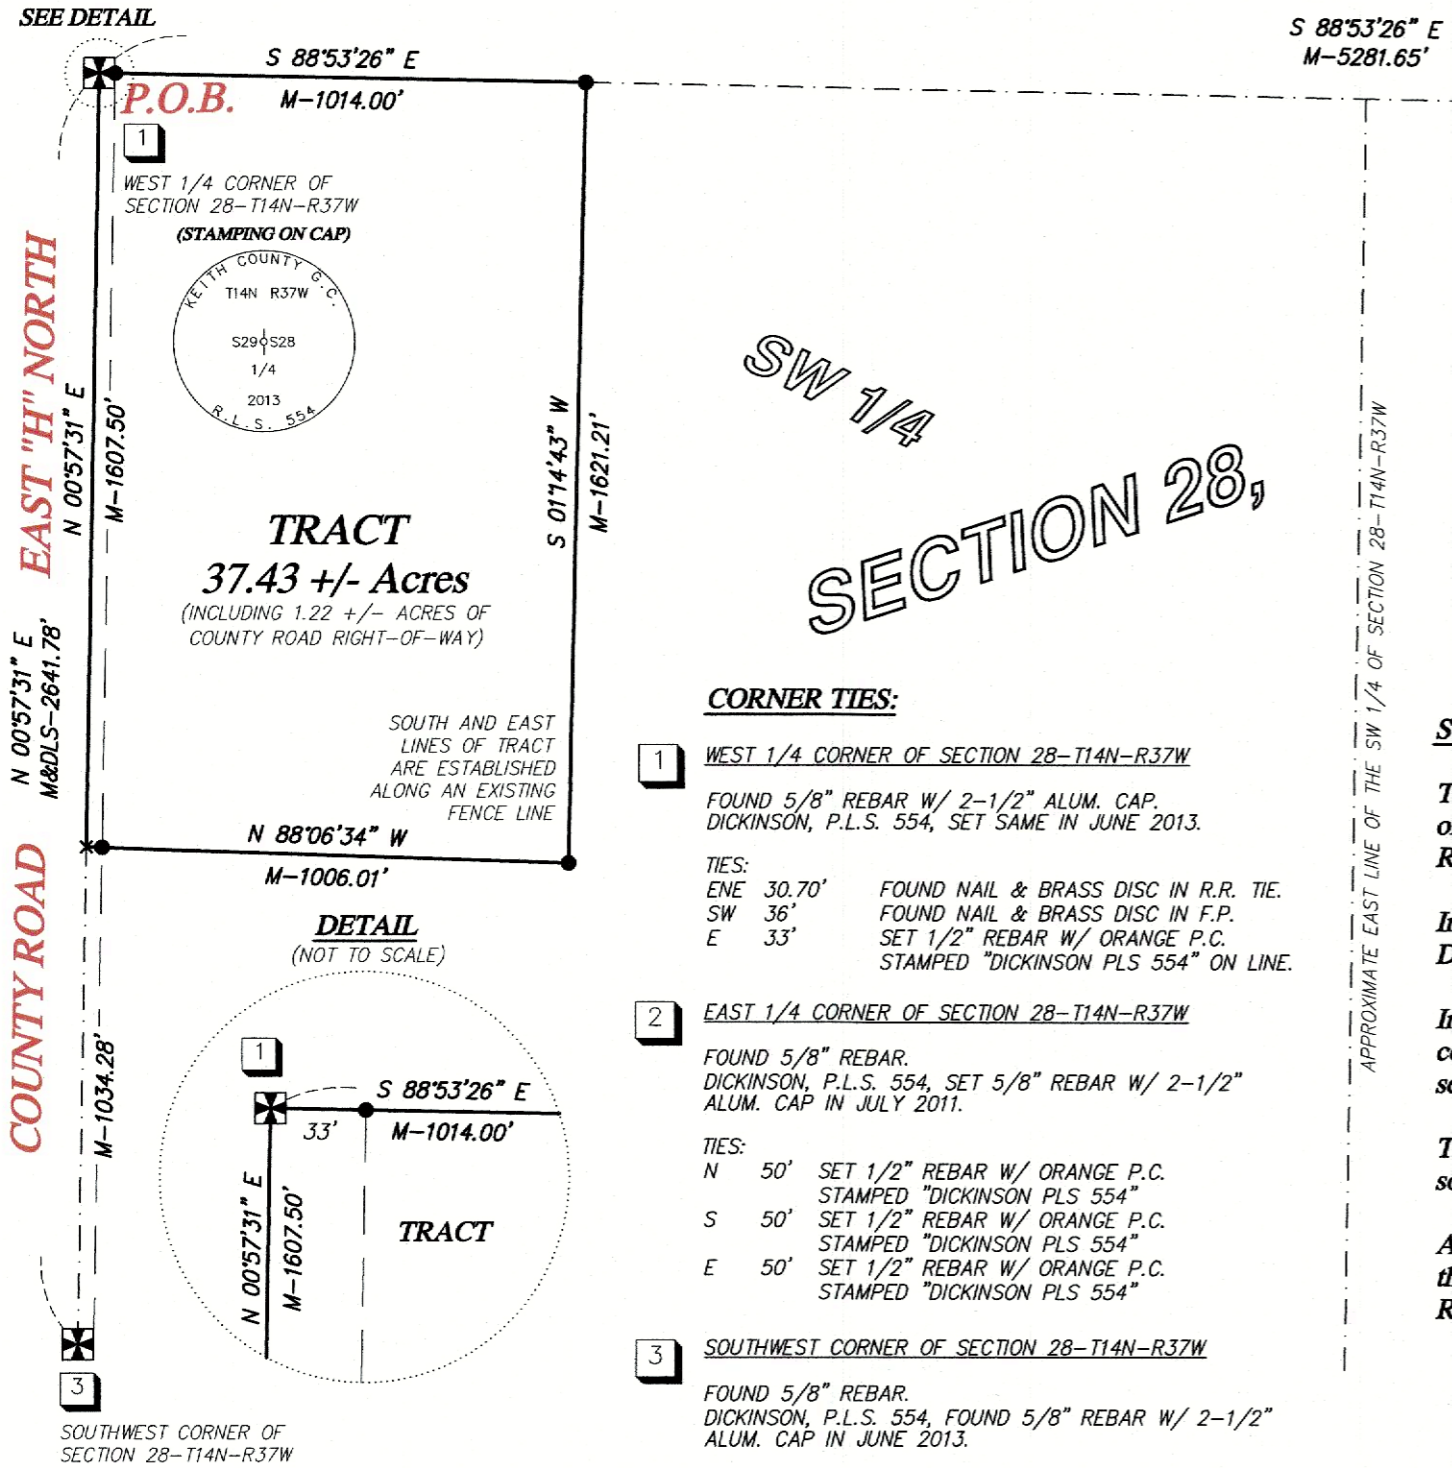 SEE DETAIL
S 88°53'26" E
M-5281.65'
S 88°53'26" E
M-1014.00'
P.O.B.
1
WEST 1/4 CORNER OF
SECTION 28-T14N-R37W
(STAMPING ON CAP)
KEITH COUNTY G.C.
T14N R37W
S29 S28
1/4
2013
R.L.S. 554
EAST "H" NORTH
N 00°57'31" E
M-1607.50'
S 01°14'43" W
M-1621.21'
SW 1/4
SECTION 28,
TRACT
37.43 +/- Acres
(INCLUDING 1.22 +/- ACRES OF
COUNTY ROAD RIGHT-OF-WAY)
N 00°57'31" E
M&DLS-2641.78'
SOUTH AND EAST
LINES OF TRACT
ARE ESTABLISHED
ALONG AN EXISTING
FENCE LINE
N 88°06'34" W
M-1006.01'
COUNTY ROAD
M-1034.28'
DETAIL
(NOT TO SCALE)
1
S 88°53'26" E
33'
M-1014.00'
N 00°57'31" E
M-1607.50'
TRACT
3
SOUTHWEST CORNER OF
SECTION 28-T14N-R37W
CORNER TIES:
1
WEST 1/4 CORNER OF SECTION 28-T14N-R37W
FOUND 5/8" REBAR W/ 2-1/2" ALUM. CAP.
DICKINSON, P.L.S. 554, SET SAME IN JUNE 2013.
TIES:
ENE 30.70' FOUND NAIL & BRASS DISC IN R.R. TIE.
SW 36' FOUND NAIL & BRASS DISC IN F.P.
E 33' SET 1/2" REBAR W/ ORANGE P.C.
STAMPED "DICKINSON PLS 554" ON LINE.
2
EAST 1/4 CORNER OF SECTION 28-T14N-R37W
FOUND 5/8" REBAR.
DICKINSON, P.L.S. 554, SET 5/8" REBAR W/ 2-1/2"
ALUM. CAP IN JULY 2011.
TIES:
N 50' SET 1/2" REBAR W/ ORANGE P.C.
STAMPED "DICKINSON PLS 554"
S 50' SET 1/2" REBAR W/ ORANGE P.C.
STAMPED "DICKINSON PLS 554"
E 50' SET 1/2" REBAR W/ ORANGE P.C.
STAMPED "DICKINSON PLS 554"
3
SOUTHWEST CORNER OF SECTION 28-T14N-R37W
FOUND 5/8" REBAR.
DICKINSON, P.L.S. 554, FOUND 5/8" REBAR W/ 2-1/2"
ALUM. CAP IN JUNE 2013.
APPROXIMATE EAST LINE OF THE SW 1/4 OF SECTION 28-T14N-R37W